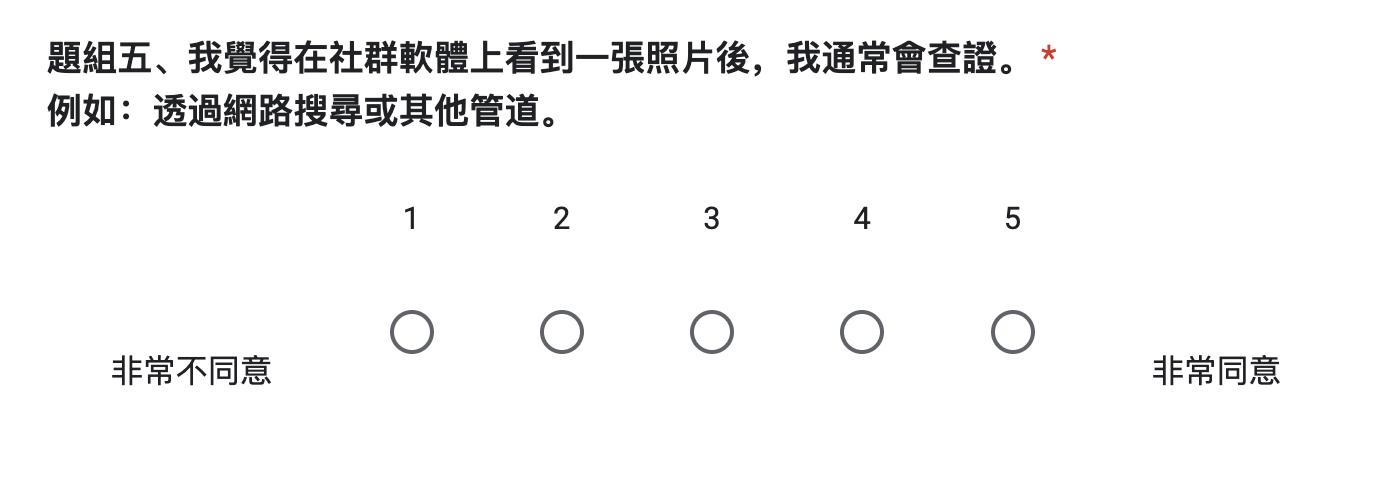 題組五、我覺得在社群軟體上看到一張照片後，我通常會查證。 *
例如：透過網路搜尋或其他管道。
1 2 3 4 5
非常不同意 非常同意